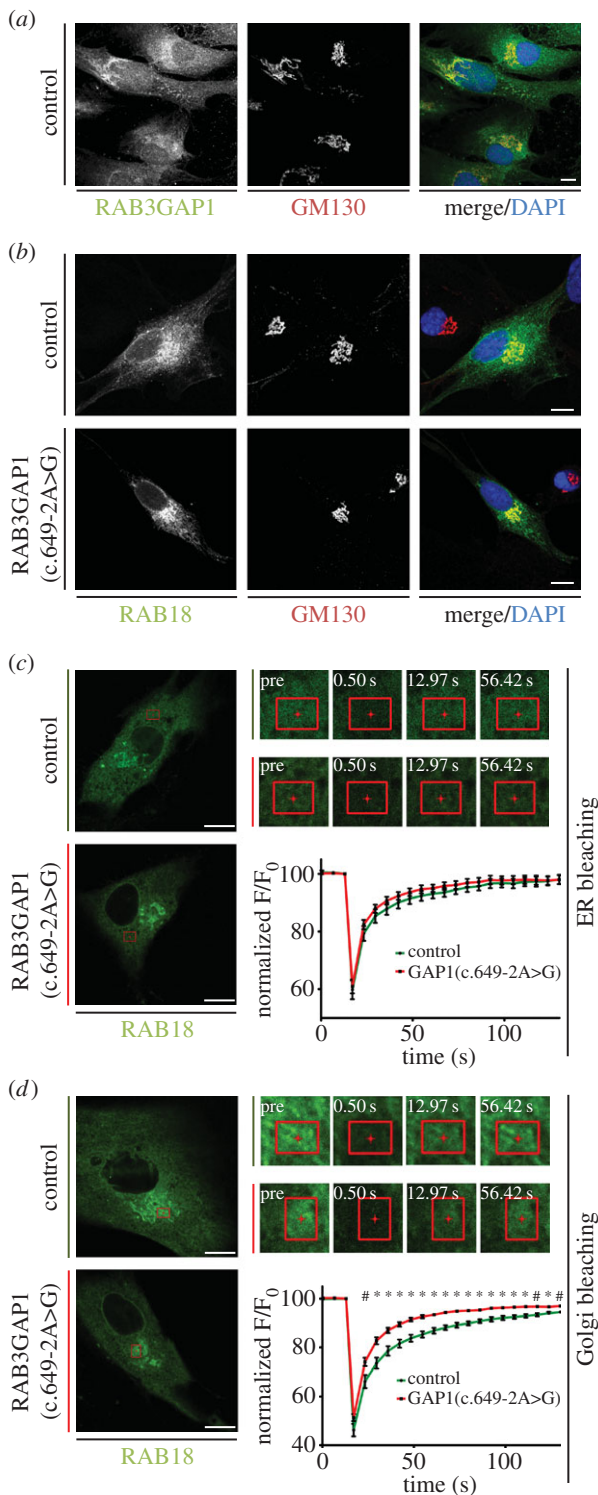 (a)
control
RAB3GAP1
GM130
merge/DAPI
(b)
control
RAB3GAP1
(c.649-2A>G)
RAB18
GM130
merge/DAPI
(c)
control
pre
0.50 s
12.97 s
56.42 s
pre
0.50 s
12.97 s
56.42 s
RAB3GAP1
(c.649-2A>G)
RAB18
normalized F/F0
100
80
60
control
GAP1(c.649-2A>G)
0
50
100
time (s)
ER bleaching
(d)
control
pre
0.50 s
12.97 s
56.42 s
pre
0.50 s
12.97 s
56.42 s
RAB3GAP1
(c.649-2A>G)
RAB18
normalized F/F0
100
80
60
40
# * * * * * * * * * * * * * * * # * #
control
GAP1(c.649-2A>G)
0
50
100
time (s)
Golgi bleaching